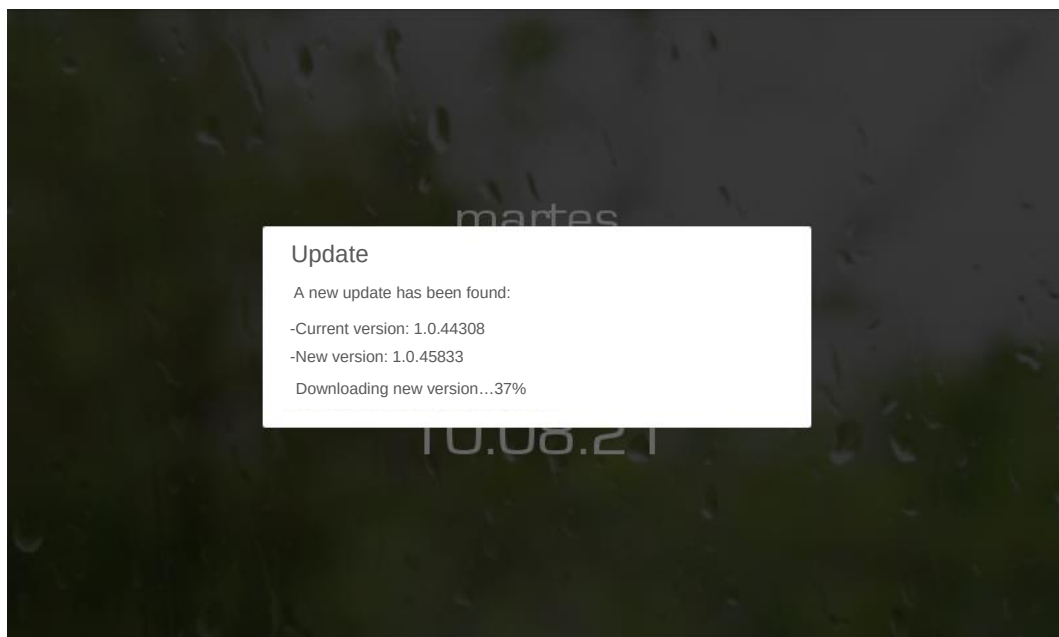 martes
Update
A new update has been found:
-Current version: 1.0.44308
-New version: 1.0.45833
Downloading new version...37%
10.08.21